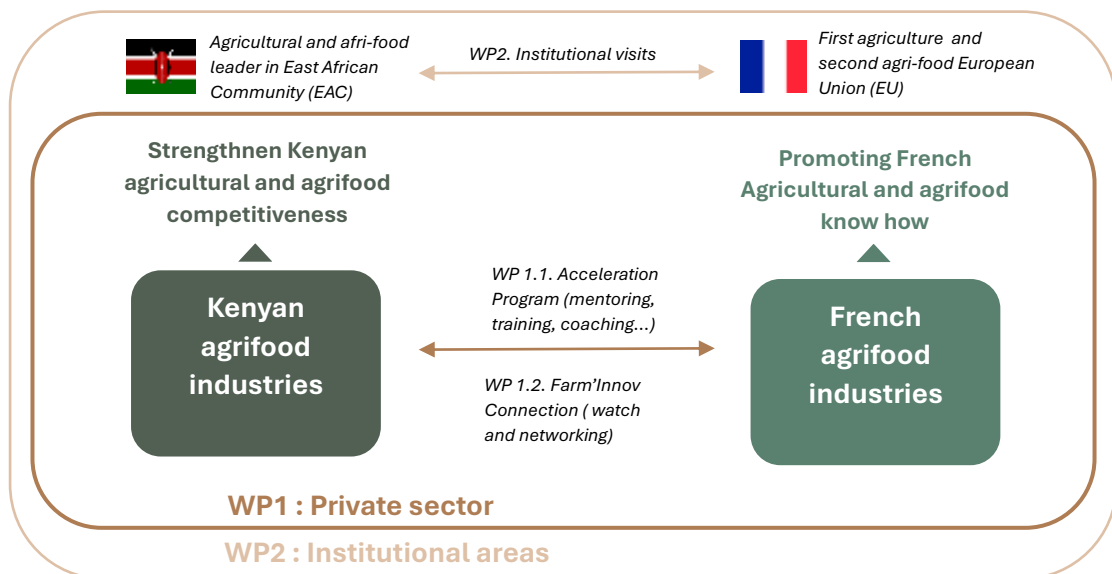 Agricultural and afri-food
leader in East African
Community (EAC)
WP2. Institutional visits
First agriculture and
second agri-food European
Union (EU)
Strengthnen Kenyan
agricultural and agrifood
competitiveness
Promoting French
Agricultural and agrifood
know how
Kenyan
agrifood
industries
WP 1.1. Acceleration
Program (mentoring,
training, coaching...)
WP 1.2. Farm'Innov
Connection ( watch
and networking)
French
agrifood
industries
WP1 : Private sector
WP2 : Institutional areas